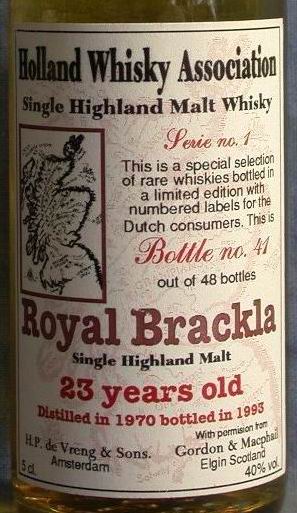 Holland Whisky Association
Single Highland Malt Whisky
Serie no. 1
This is a special selection
of rare whiskies bottled in
a limited edition with
numbered labels for the
Dutch consumers. This is
Bottle no. 41
out of 48 bottles
Royal Brackla
Single Highland Malt
23 years old
Distilled in 1970 bottled in 1993
With permision from
H.P. de Vreng & Sons. Gordon & Macphail
Amsterdam Elgin Scotland
5 cl. 40% vol.